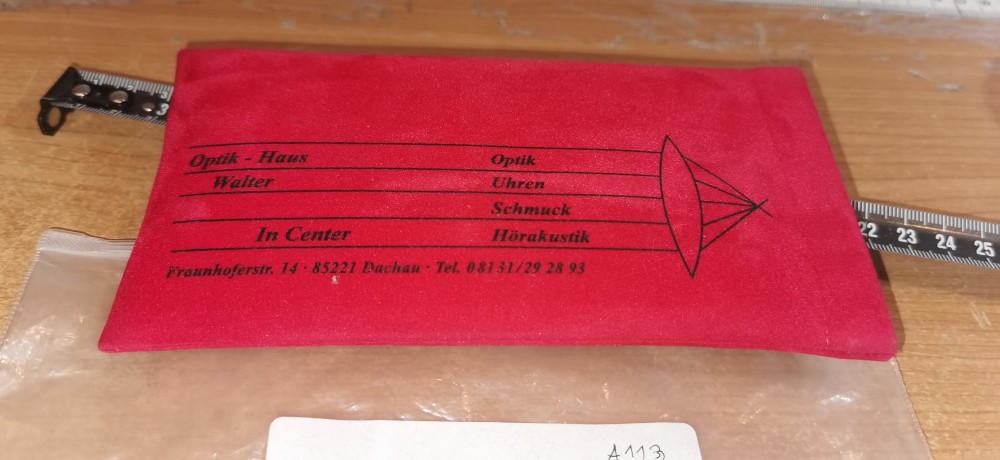 Optik - Haus Optik
Walter Uhren
Schmuck
In Center Hörakustik
Fraunhoferstr. 14 · 85221 Dachau · Tel. 08131/29 28 93
3
22 23 24 25
A113